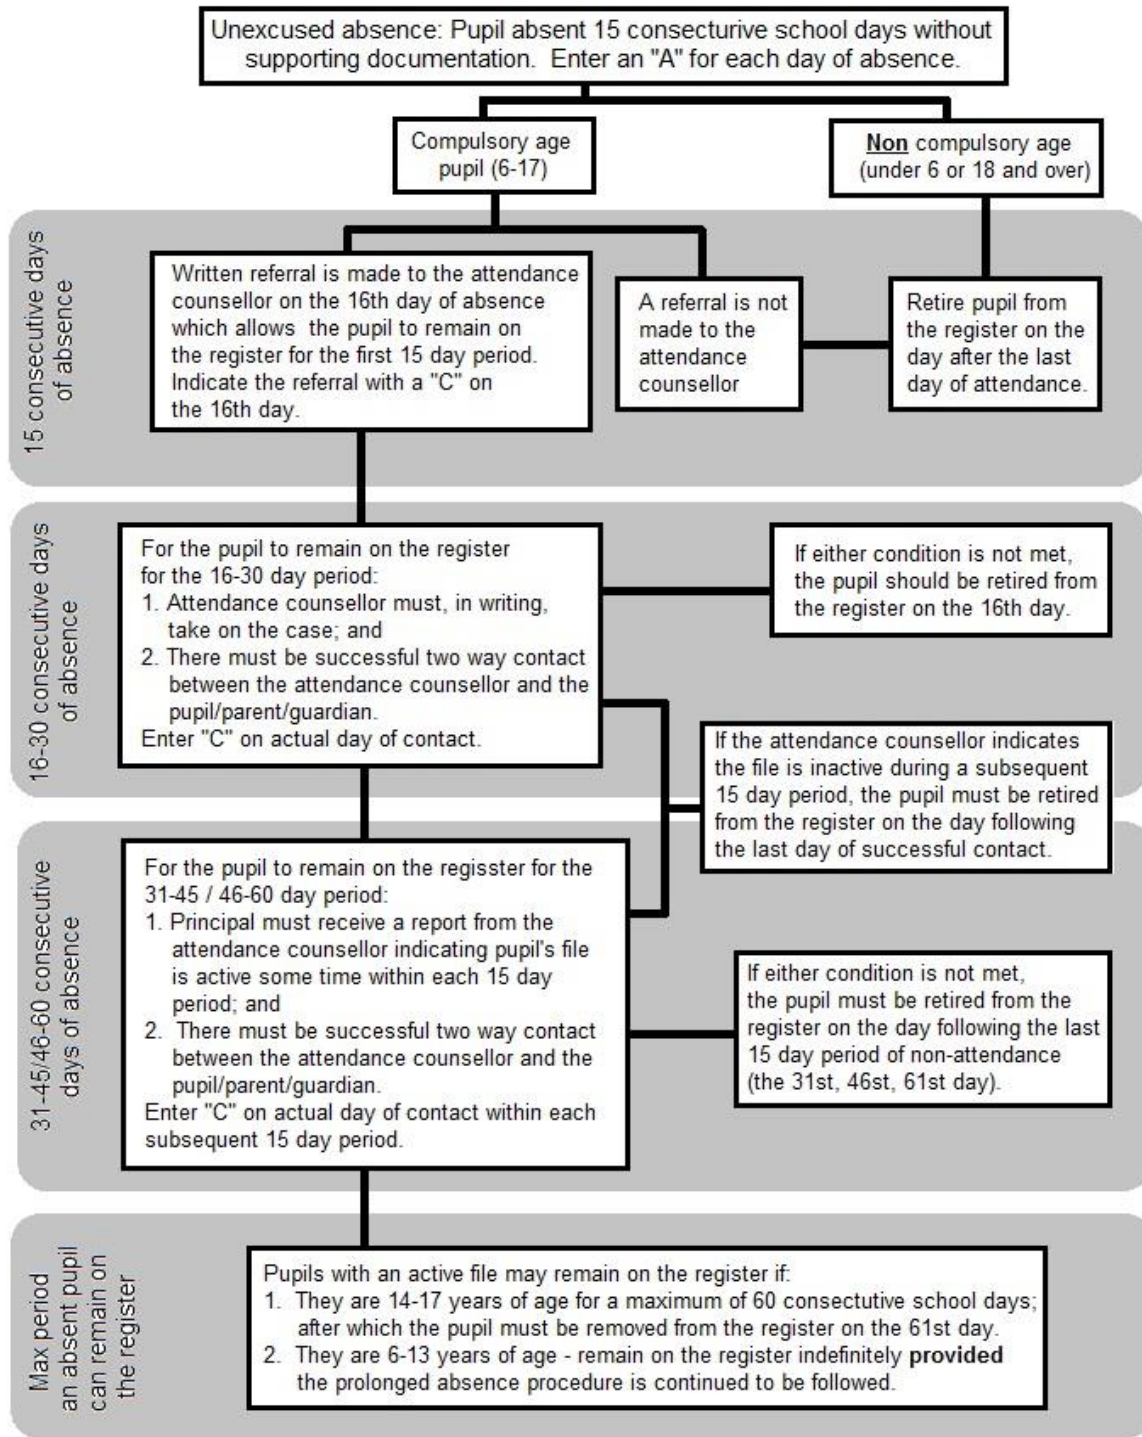 Unexcused absence: Pupil absent 15 consecturive school days without
supporting documentation.  Enter an "A" for each day of absence.
Compulsory age
pupil (6-17)
Non compulsory age
(under 6 or 18 and over)
15 consecutive days
of absence
Written referral is made to the attendance
counsellor on the 16th day of absence
which allows  the pupil to remain on
the register for the first 15 day period.
Indicate the referral with a "C" on
the 16th day.
A referral is not
made to the
attendance
counsellor
Retire pupil from
the register on the
day after the last
day of attendance.
16-30 consecutive days
of absence
For the pupil to remain on the register
for the 16-30 day period:
1. Attendance counsellor must, in writing,
take on the case; and
2. There must be successful two way contact
between the attendance counsellor and the
pupil/parent/guardian.
Enter "C" on actual day of contact.
If either condition is not met,
the pupil should be retired from
the register on the 16th day.
If the attendance counsellor indicates
the file is inactive during a subsequent
15 day period, the pupil must be retired
from the register on the day following
the last day of successful contact.
31-45/46-60 consecutive
days of absence
For the pupil to remain on the regisster for the
31-45 / 46-60 day period:
1. Principal must receive a report from the
attendance counsellor indicating pupil's file
is active some time within each 15 day
period; and
2.  There must be successful two way contact
between the attendance counsellor and the
pupil/parent/guardian.
Enter "C" on actual day of contact within each
subsequent 15 day period.
If either condition is not met,
the pupil must be retired from the
register on the day following the last
15 day period of non-attendance
(the 31st, 46st, 61st day).
Max period
an absent pupil
can remain on
the register
Pupils with an active file may remain on the register if:
1.  They are 14-17 years of age for a maximum of 60 consectutive school days;
after which the pupil must be removed from the register on the 61st day.
2.  They are 6-13 years of age - remain on the register indefinitely provided
the prolonged absence procedure is continued to be followed.